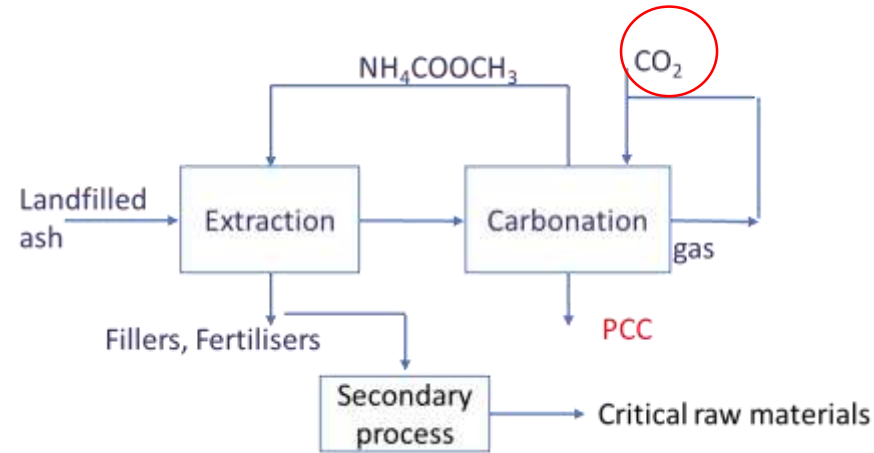 NH₄COOCH₃
CO₂
Landfilled
ash
Extraction
Carbonation
gas
Fillers, Fertilisers
PCC
Secondary
process
Critical raw materials